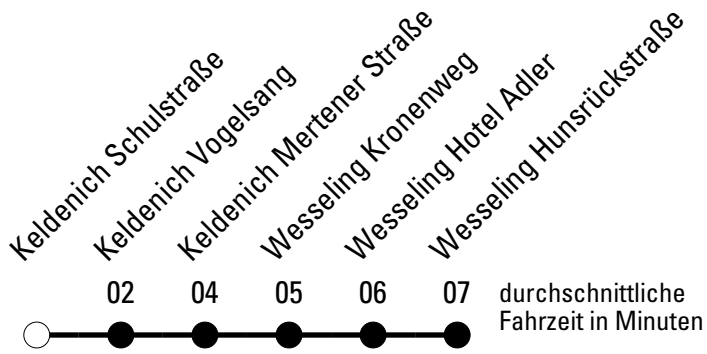 Keldenich Schulstraße
Keldenich Vogelsang
Keldenich Mertener Straße
Wesseling Kronenweg
Wesseling Hotel Adler
Wesseling Hunsrückstraße
02 04 05 06 07 durchschnittliche
Fahrzeit in Minuten